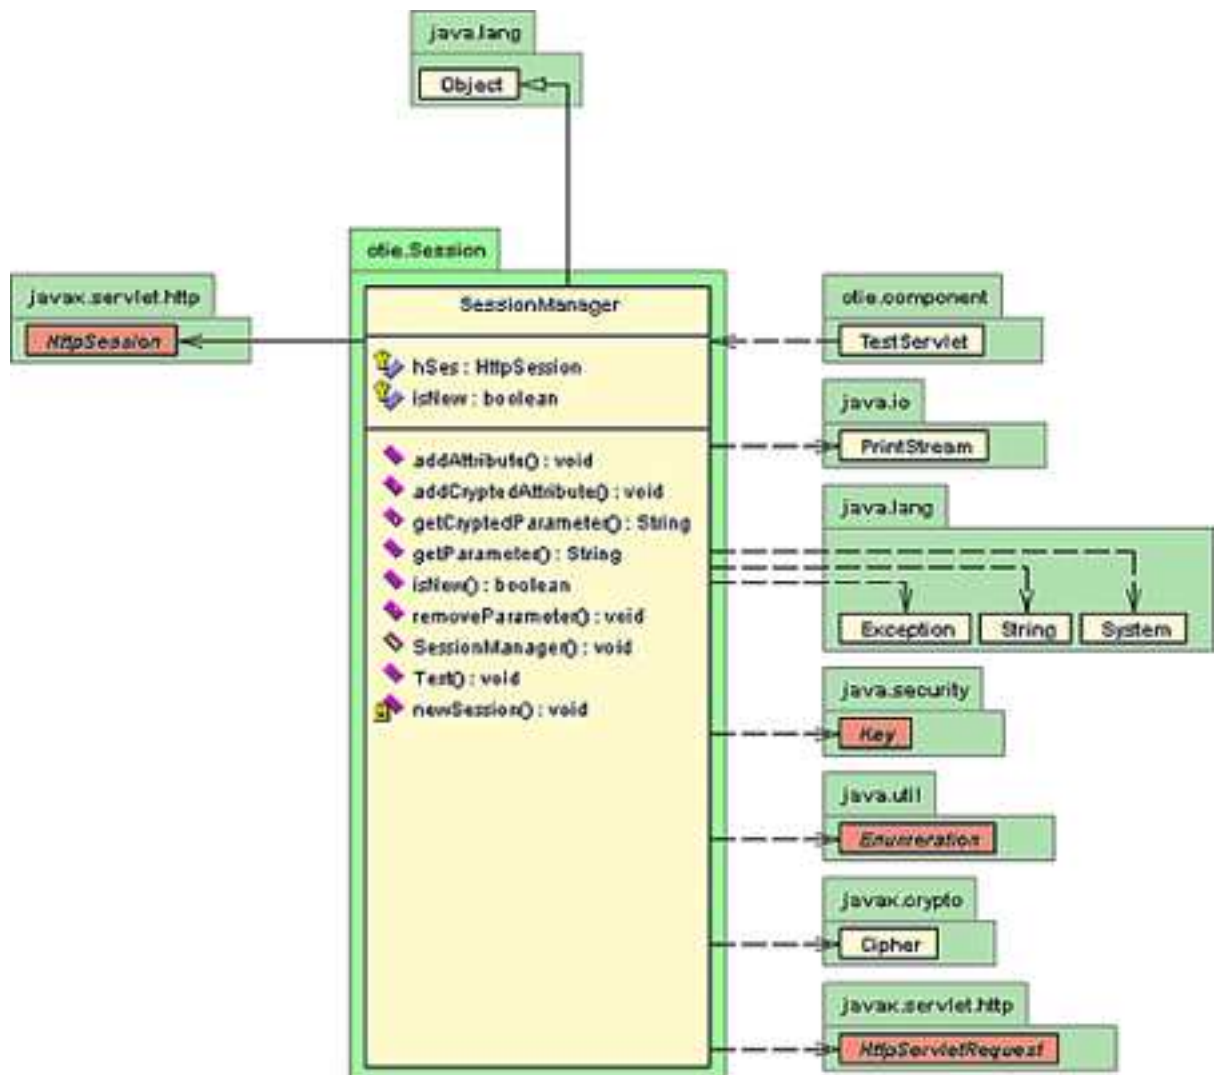 java.lang
Object
otie.Session
SessionManager
javax.servlet.http
HttpSession
hSes : HttpSession
isNew : boolean
addAttribute() : void
addCryptedAttribute() : void
getCryptedParameter() : String
getParameter() : String
isNew() : boolean
removeParameter() : void
SessionManager() : void
Test() : void
newSession() : void
otie.component
TestServlet
java.io
PrintStream
java.lang
Exception
String
System
java.security
Key
java.util
Enumeration
javax.crypto
Cipher
javax.servlet.http
HttpServletRequest